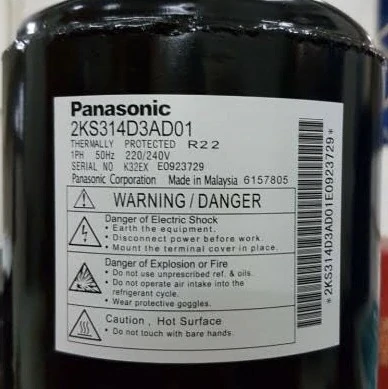 Panasonic
2KS314D3AD01
THERMALLY PROTECTED R22
1PH 50Hz 220/240V
SERIAL NO K32EX E0923729
Panasonic Corporation Made in Malaysia 6157805
WARNING / DANGER
Danger of Electric Shock
• Earth the equipment.
• Disconnect power before work.
• Mount the terminal cover in place.
Danger of Explosion or Fire
• Do not use unprescribed ref. & oils.
• Do not operate air intake into the
refrigerant cycle.
• Wear protective goggles.
Caution , Hot Surface
• Do not touch with bare hands.
*2KS314D3AD01E0923729*